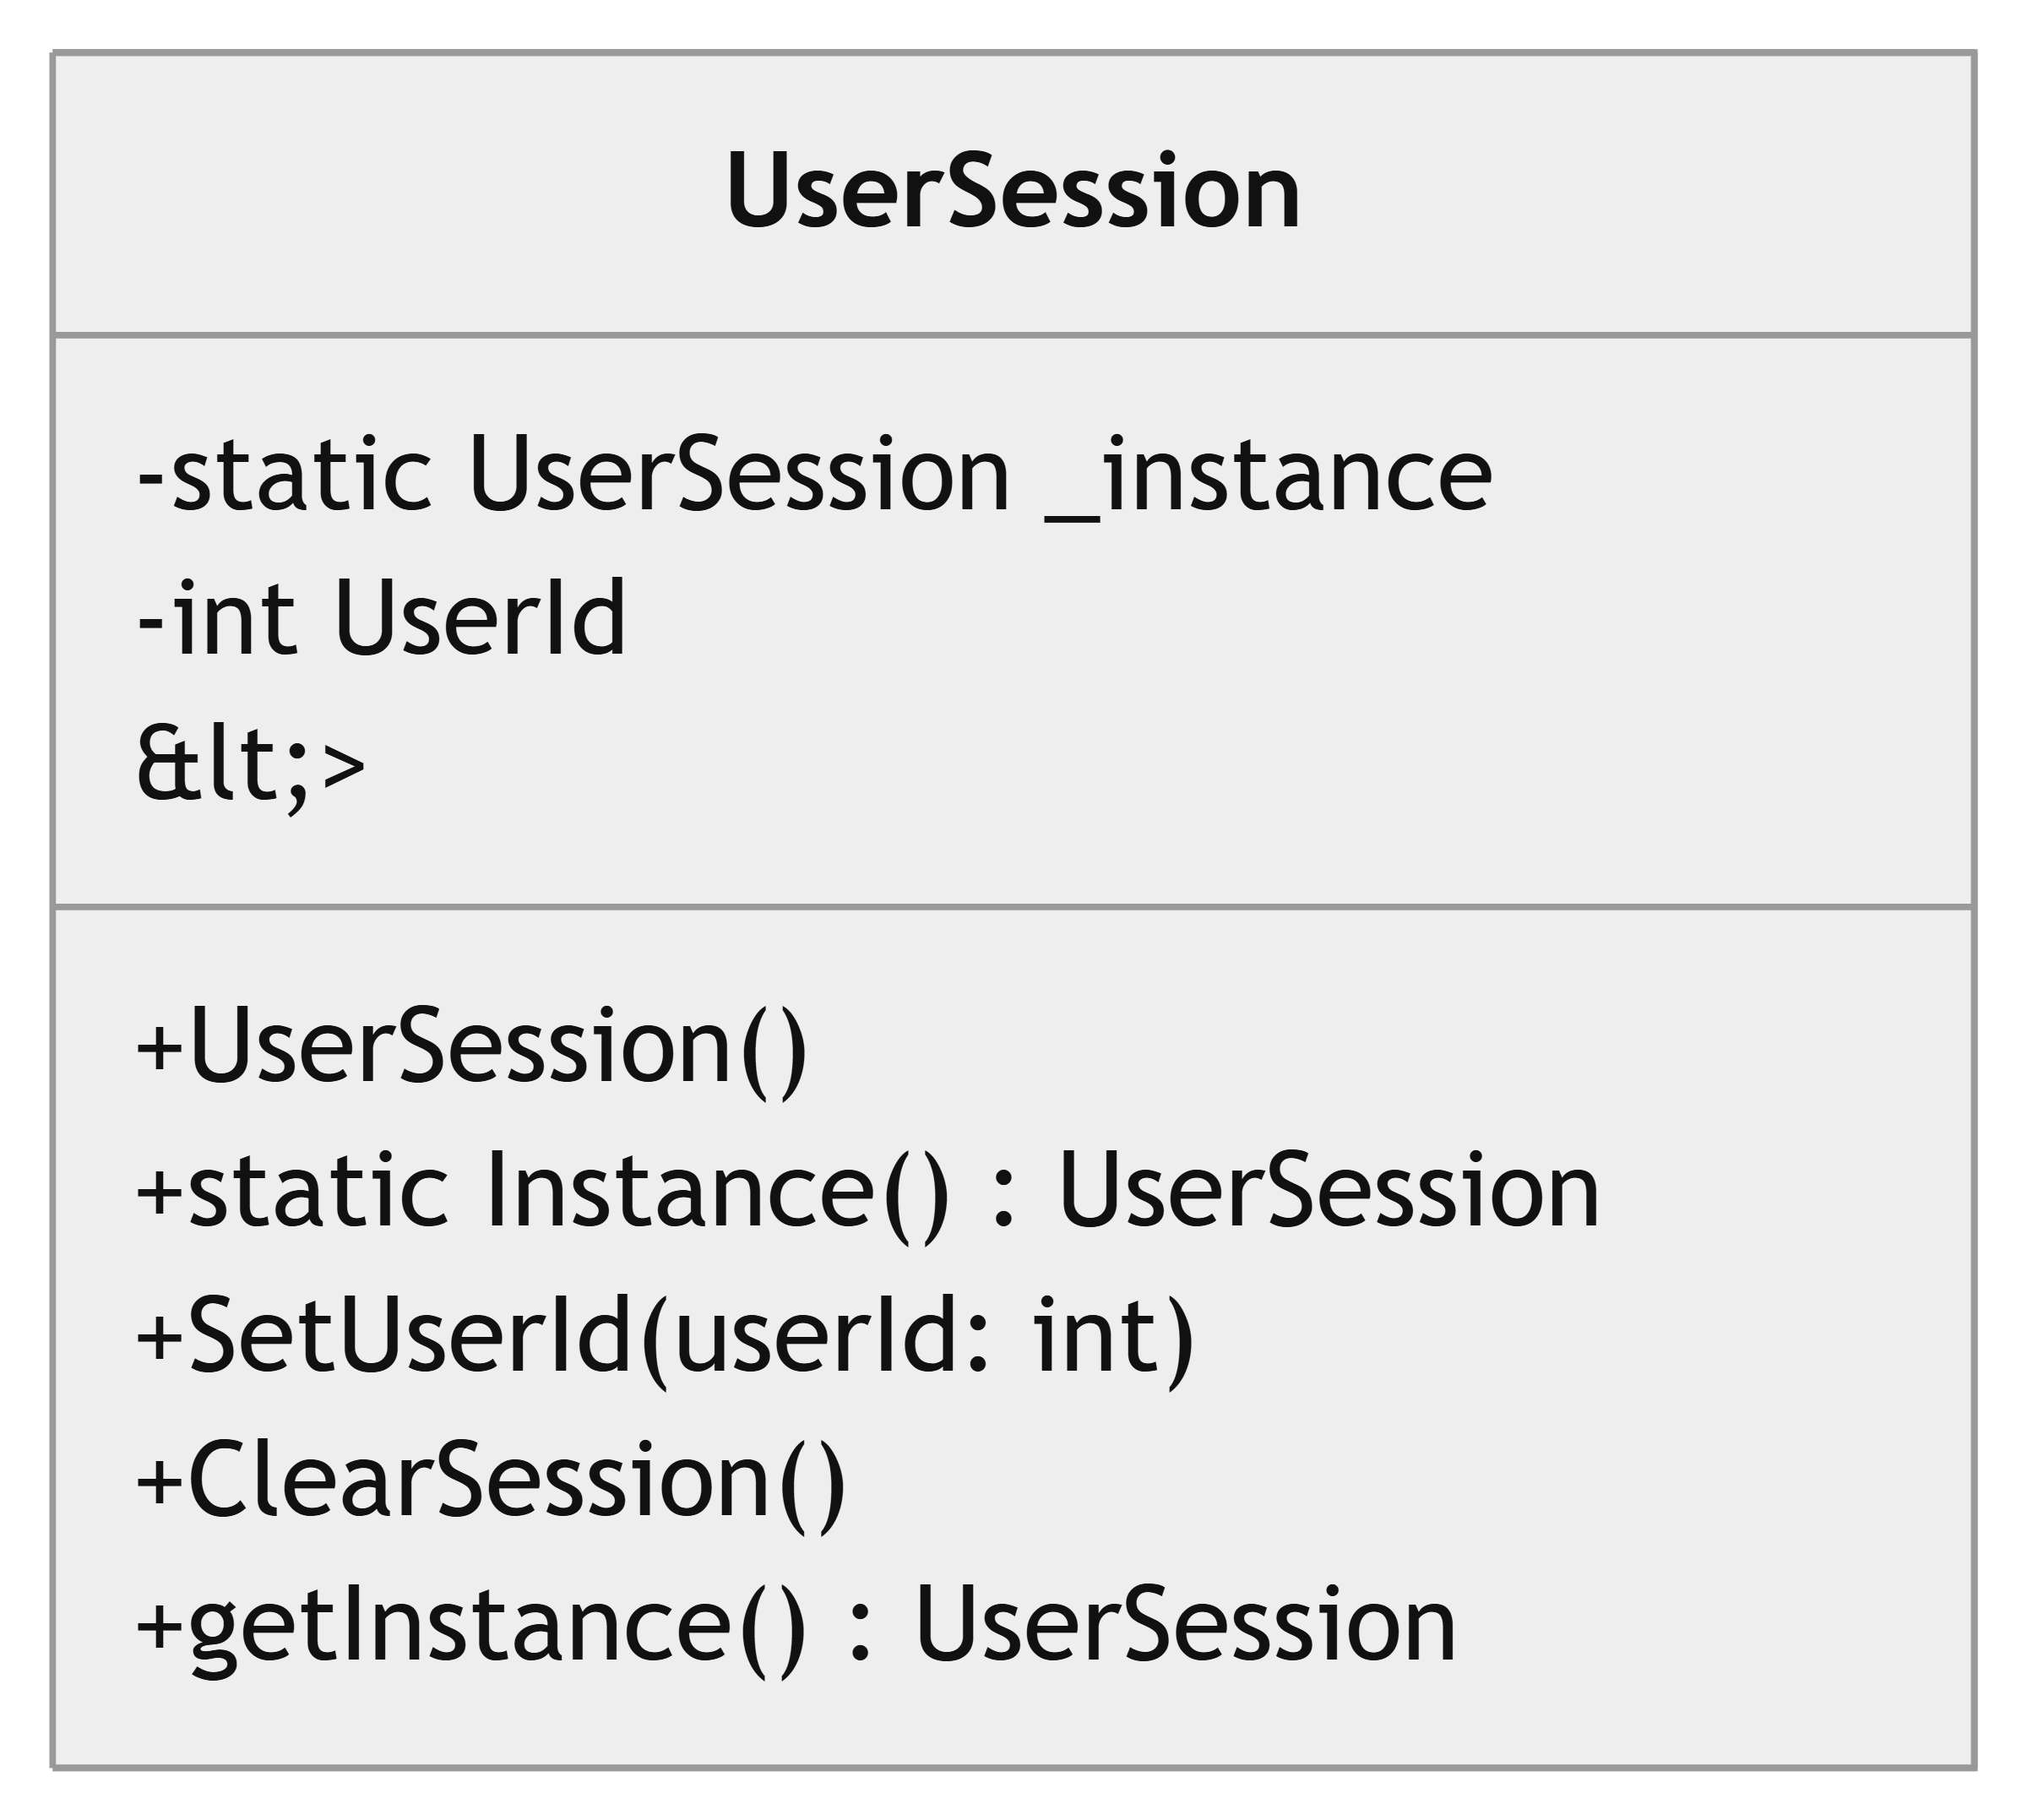 UserSession
-static UserSession _instance
-int UserId
&lt;>
+UserSession()
+static Instance() : UserSession
+SetUserId(userId: int)
+ClearSession()
+getInstance() : UserSession